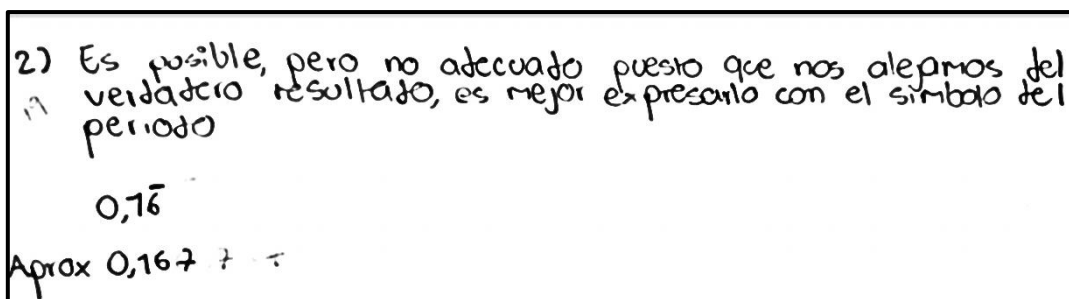 2) Es posible, pero no adecuado puesto que nos alejamos del
verdadero resultado, es mejor expresarlo con el simbolo del
periodo
0,16̅
Aprox 0,167